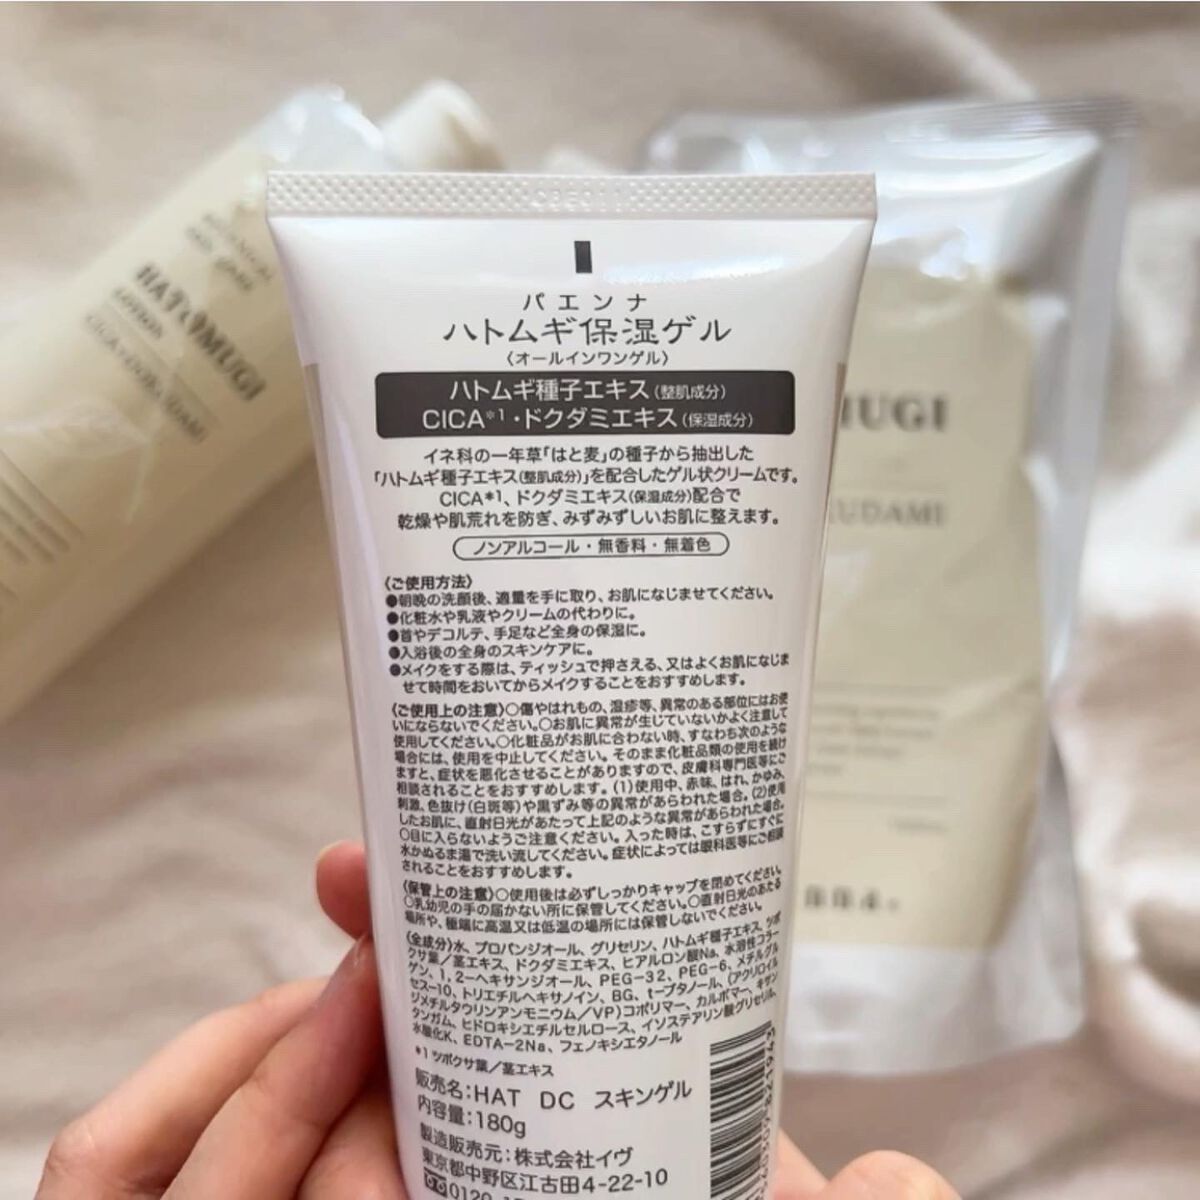 パエンナ
ハトムギ保湿ゲル
〈オールインワンゲル〉
ハトムギ種子エキス(整肌成分)
CICA※1・ドクダミエキス(保湿成分)
イネ科の一年草「はと麦」の種子から抽出した
「ハトムギ種子エキス(整肌成分)」を配合したゲル状クリームです。
CICA※1、ドクダミエキス(保湿成分)配合で
乾燥や肌荒れを防ぎ、みずみずしいお肌に整えます。
ノンアルコール・無香料・無着色
〈ご使用方法〉
●朝晩の洗顔後、適量を手に取り、お肌になじませてください。
●化粧水や乳液やクリームの代わりに。
●首やデコルテ、手足など全身の保湿に。
●入浴後の全身のスキンケアに。
●メイクをする際は、ティッシュで押さえる、又はよくお肌になじま
せて時間をおいてからメイクすることをおすすめします。
〈ご使用上の注意〉○傷やはれもの、湿疹等、異常のある部位にはお使
いにならないでください。○お肌に異常が生じていないかよく注意して
使用してください。○化粧品がお肌に合わない時、すなわち次のような
場合には、使用を中止してください。そのまま化粧品類の使用を続け
ますと、症状を悪化させることがありますので、皮膚科専門医等にご
相談されることをおすすめします。(1)使用中、赤味、はれ、かゆみ、
刺激、色抜け(白斑等)や黒ずみ等の異常があらわれた場合。(2)使用
したお肌に、直射日光があたって上記のような異常があらわれた場合。
○目に入らないようご注意ください。入った時は、こすらずにすぐに
水かぬるま湯で洗い流してください。症状によっては眼科医等にご相談
されることをおすすめします。
〈保管上の注意〉○使用後は必ずしっかりキャップを閉めてください。
○乳幼児の手の届かない所に保管してください。○直射日光のあたる
場所や、極端に高温又は低温の場所には保管しないでください。
〈全成分〉水、プロパンジオール、グリセリン、ハトムギ種子エキス、ツボ
クサ葉/茎エキス、ドクダミエキス、ヒアルロン酸Na、水溶性コラー
ゲン、1,2-ヘキサンジオール、PEG-32、PEG-6、メチルグル
セス-10、トリエチルヘキサノイン、BG、t-ブタノール、(アクリロイル
ジメチルタウリンアンモニウム/VP)コポリマー、カルボマー、キサン
タンガム、ヒドロキシエチルセルロース、イソステアリン酸グリセリル、
水酸化K、EDTA-2Na、フェノキシエタノール
*1 ツボクサ葉/茎エキス
販売名:HAT DC スキンゲル
内容量:180g
製造販売元:株式会社イヴ
東京都中野区江古田4-22-10
0120
BOTANICAL
HATOMUGI
LOTION
MUGI
KUDAMI